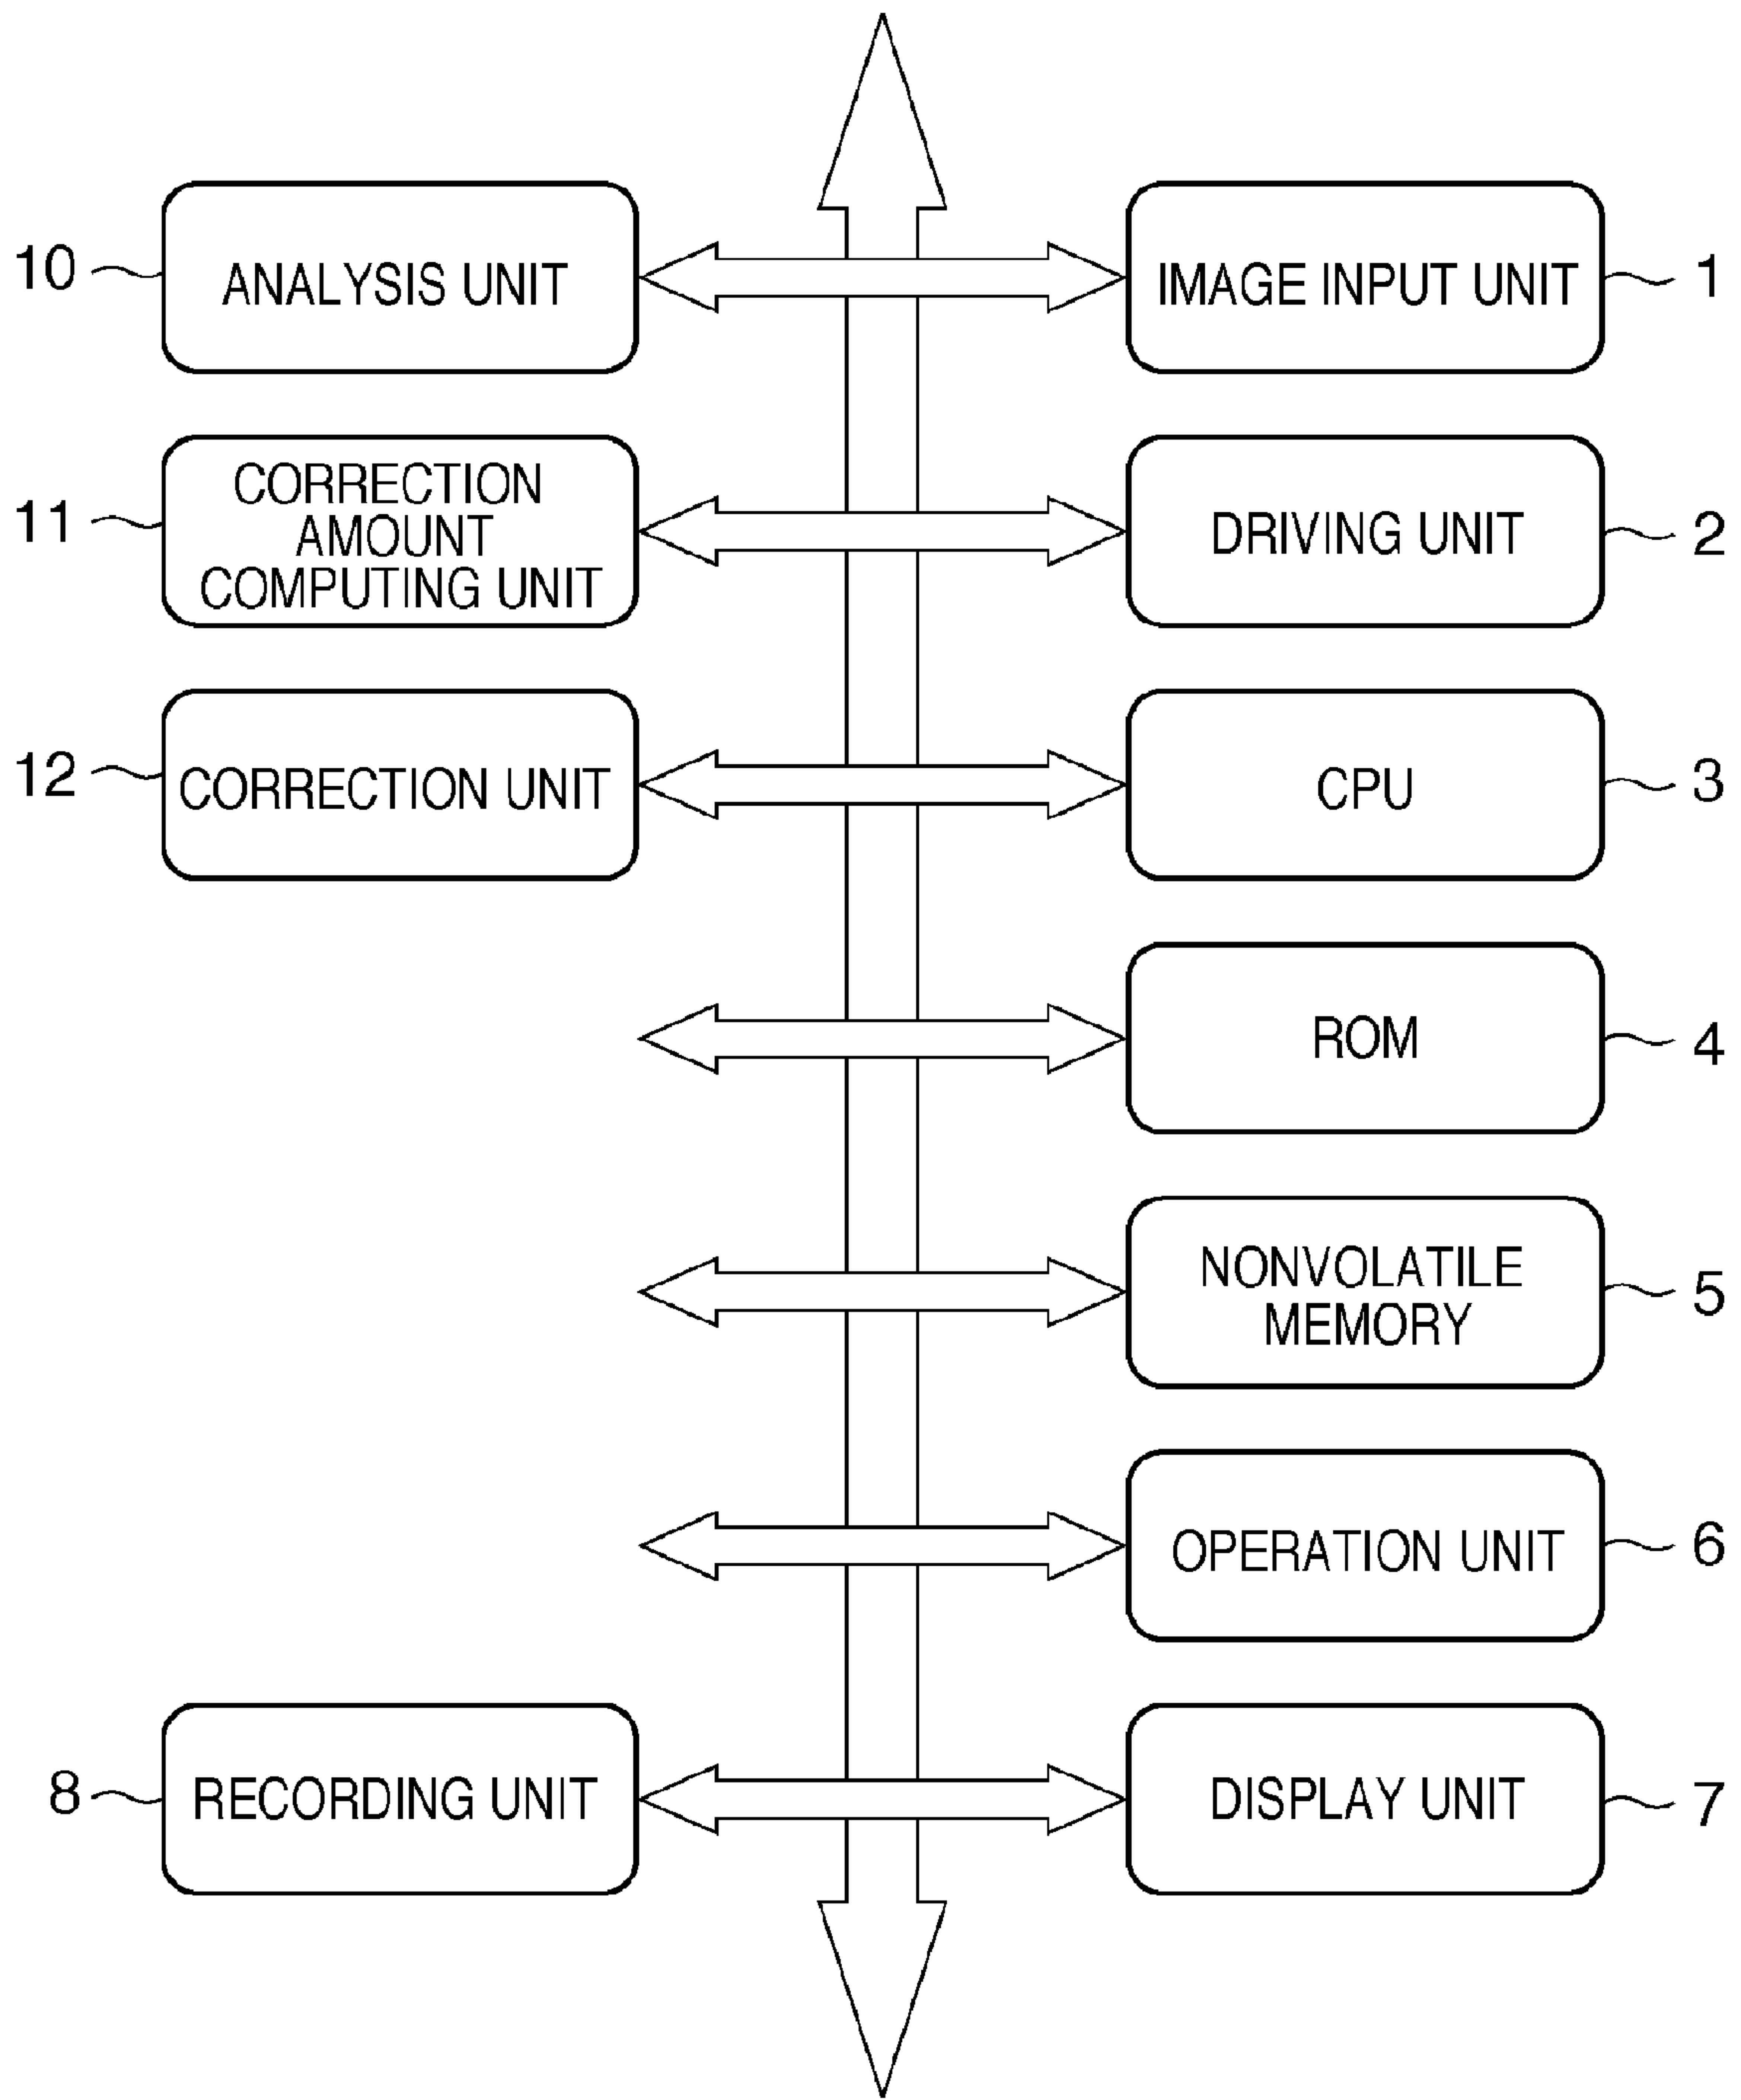 10
ANALYSIS UNIT
IMAGE INPUT UNIT
1
11
CORRECTION
AMOUNT
COMPUTING UNIT
DRIVING UNIT
2
12
CORRECTION UNIT
CPU
3
ROM
4
NONVOLATILE
MEMORY
5
OPERATION UNIT
6
8
RECORDING UNIT
DISPLAY UNIT
7